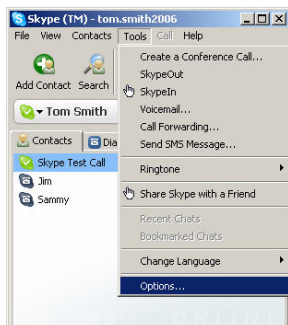 Skype (TM) - tom.smith2006
File View Contacts Tools Call Help
Add Contact Search
Tom Smith
Contacts Dia
Skype Test Call
Jim
Sammy
Create a Conference Call...
SkypeOut
SkypeIn
Voicemail...
Call Forwarding...
Send SMS Message...
Ringtone
Share Skype with a Friend
Recent Chats
Bookmarked Chats
Change Language
Options...